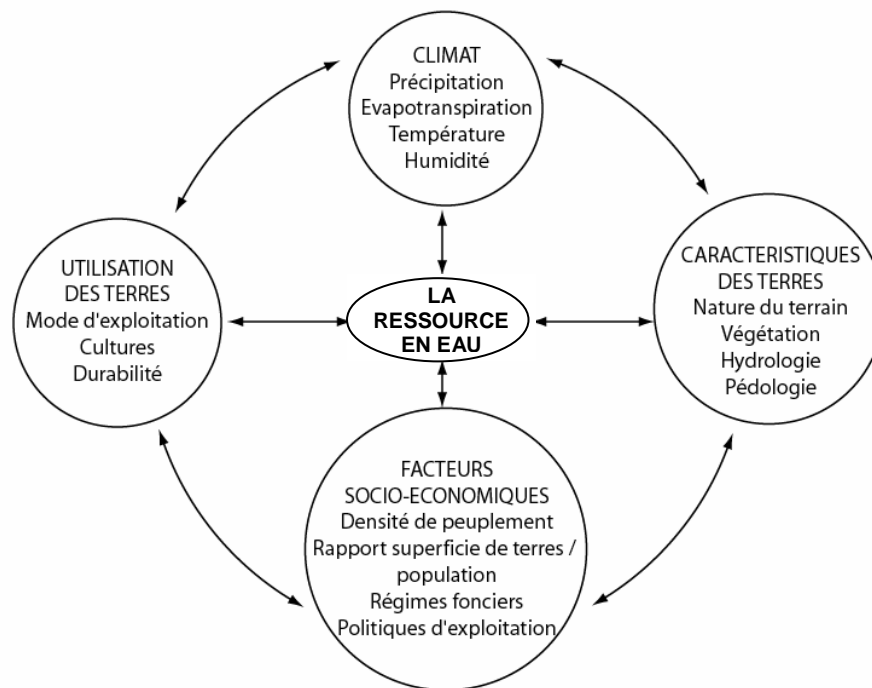 CLIMAT
Précipitation
Evapotranspiration
Température
Humidité
UTILISATION
DES TERRES
Mode d'exploitation
Cultures
Durabilité
LA
RESSOURCE
EN EAU
CARACTERISTIQUES
DES TERRES
Nature du terrain
Végétation
Hydrologie
Pédologie
FACTEURS
SOCIO-ECONOMIQUES
Densité de peuplement
Rapport superficie de terres /
population
Régimes fonciers
Politiques d'exploitation